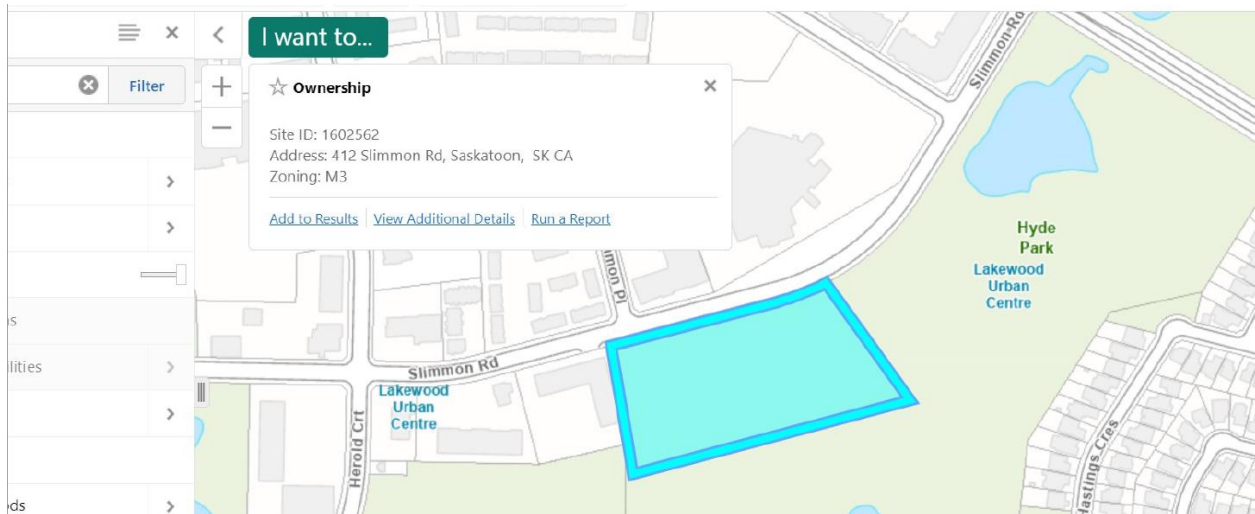 I want to...
Filter
Ownership
Site ID: 1602562
Address: 412 Slimmon Rd, Saskatoon, SK CA
Zoning: M3
Add to Results
View Additional Details
Run a Report
Slimmon-Rd
Hyde
Park
Lakewood
Urban
Centre
mon Pl
as
lities
Slimmon Rd
Lakewood
Urban
Centre
Herold Crt
Hastings Cres
ds